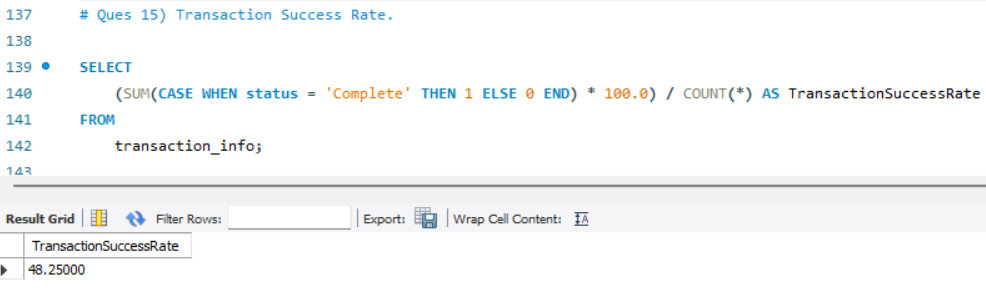 137 # Ques 15) Transaction Success Rate.
138
139 SELECT
140 (SUM(CASE WHEN status = 'Complete' THEN 1 ELSE 0 END) * 100.0) / COUNT(*) AS TransactionSuccessRate
141 FROM
142 transaction_info;
143
Result Grid Filter Rows: Export: Wrap Cell Content: IA
TransactionSuccessRate
48.25000